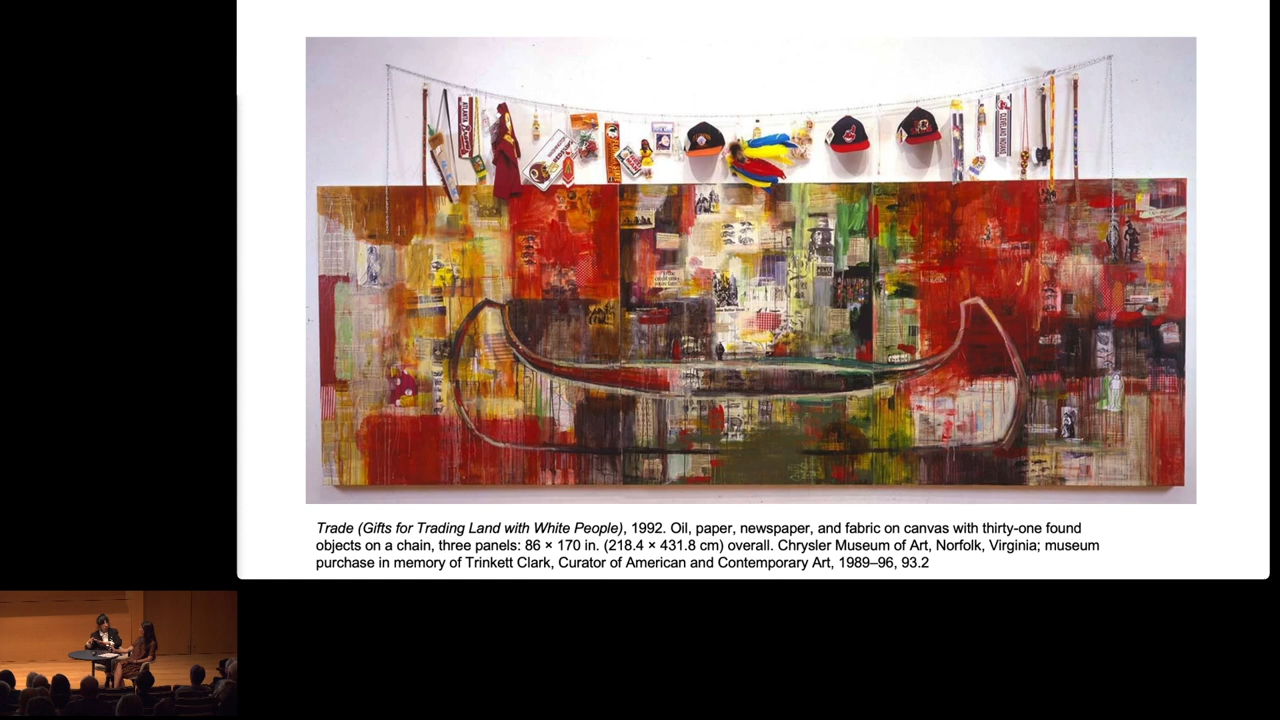 ATLANTA
CLEVELAND INDIANS
Trade (Gifts for Trading Land with White People), 1992. Oil, paper, newspaper, and fabric on canvas with thirty-one found
objects on a chain, three panels: 86 × 170 in. (218.4 × 431.8 cm) overall. Chrysler Museum of Art, Norfolk, Virginia; museum
purchase in memory of Trinkett Clark, Curator of American and Contemporary Art, 1989–96, 93.2